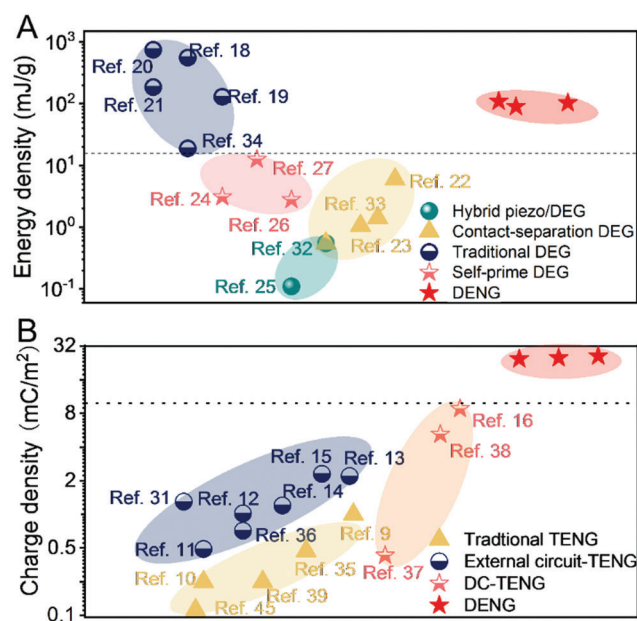 A
Energy density (mJ/g)
10³
10²
10¹
10⁰
10⁻¹
Ref. 18
Ref. 20
Ref. 21
Ref. 19
Ref. 34
Ref. 27
Ref. 24
Ref. 26
Ref. 22
Ref. 33
Ref. 23
Ref. 32
Ref. 25
Hybrid piezo/DEG
Contact-separation DEG
Traditional DEG
Self-prime DEG
DENG
B
Charge density (mC/m²)
32
8
2
0.5
0.1
Ref. 16
Ref. 38
Ref. 15
Ref. 13
Ref. 31
Ref. 12
Ref. 14
Ref. 36
Ref. 9
Ref. 11
Ref. 35
Ref. 37
Ref. 10
Ref. 39
Ref. 45
Tradtional TENG
External circuit-TENG
DC-TENG
DENG